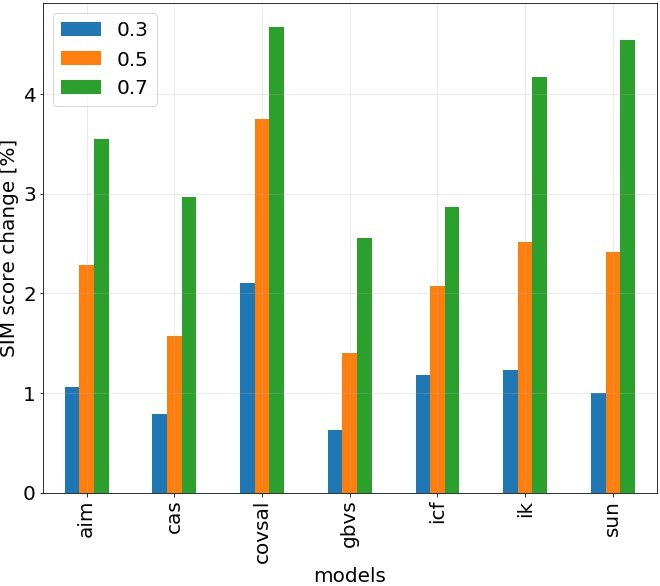 0.3
0.5
0.7
SIM score change [%]
4
3
2
1
0
aim
cas
covsal
gbvs
icf
ik
sun
models